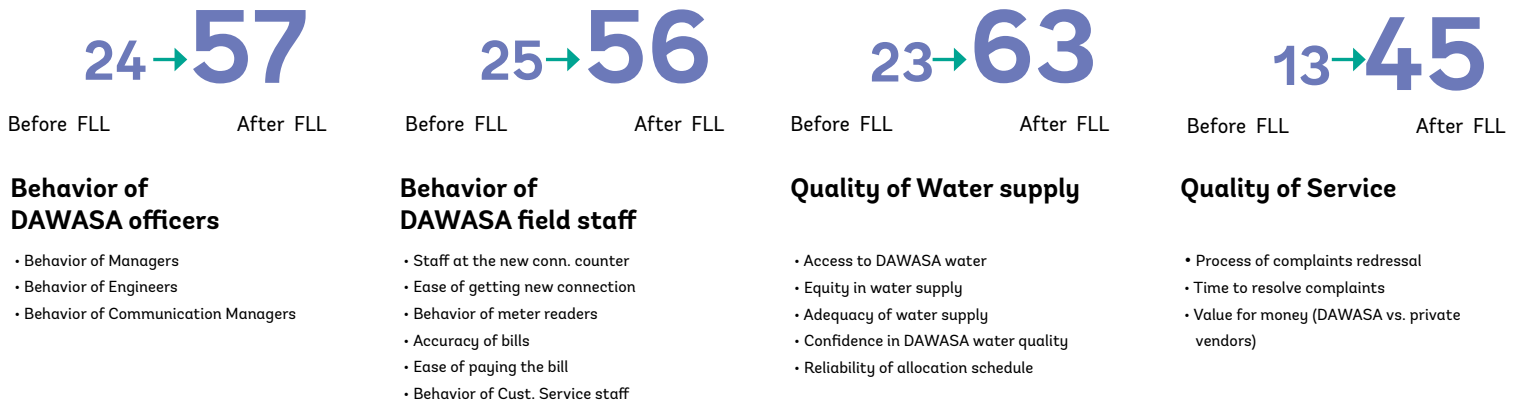 24 → 57
Before FLL After FLL
Behavior of
DAWASA officers
• Behavior of Managers
• Behavior of Engineers
• Behavior of Communication Managers
25 → 56
Before FLL After FLL
Behavior of
DAWASA field staff
• Staff at the new conn. counter
• Ease of getting new connection
• Behavior of meter readers
• Accuracy of bills
• Ease of paying the bill
• Behavior of Cust. Service staff
23 → 63
Before FLL After FLL
Quality of Water supply
• Access to DAWASA water
• Equity in water supply
• Adequacy of water supply
• Confidence in DAWASA water quality
• Reliability of allocation schedule
13 → 45
Before FLL After FLL
Quality of Service
• Process of complaints redressal
• Time to resolve complaints
• Value for money (DAWASA vs. private
vendors)